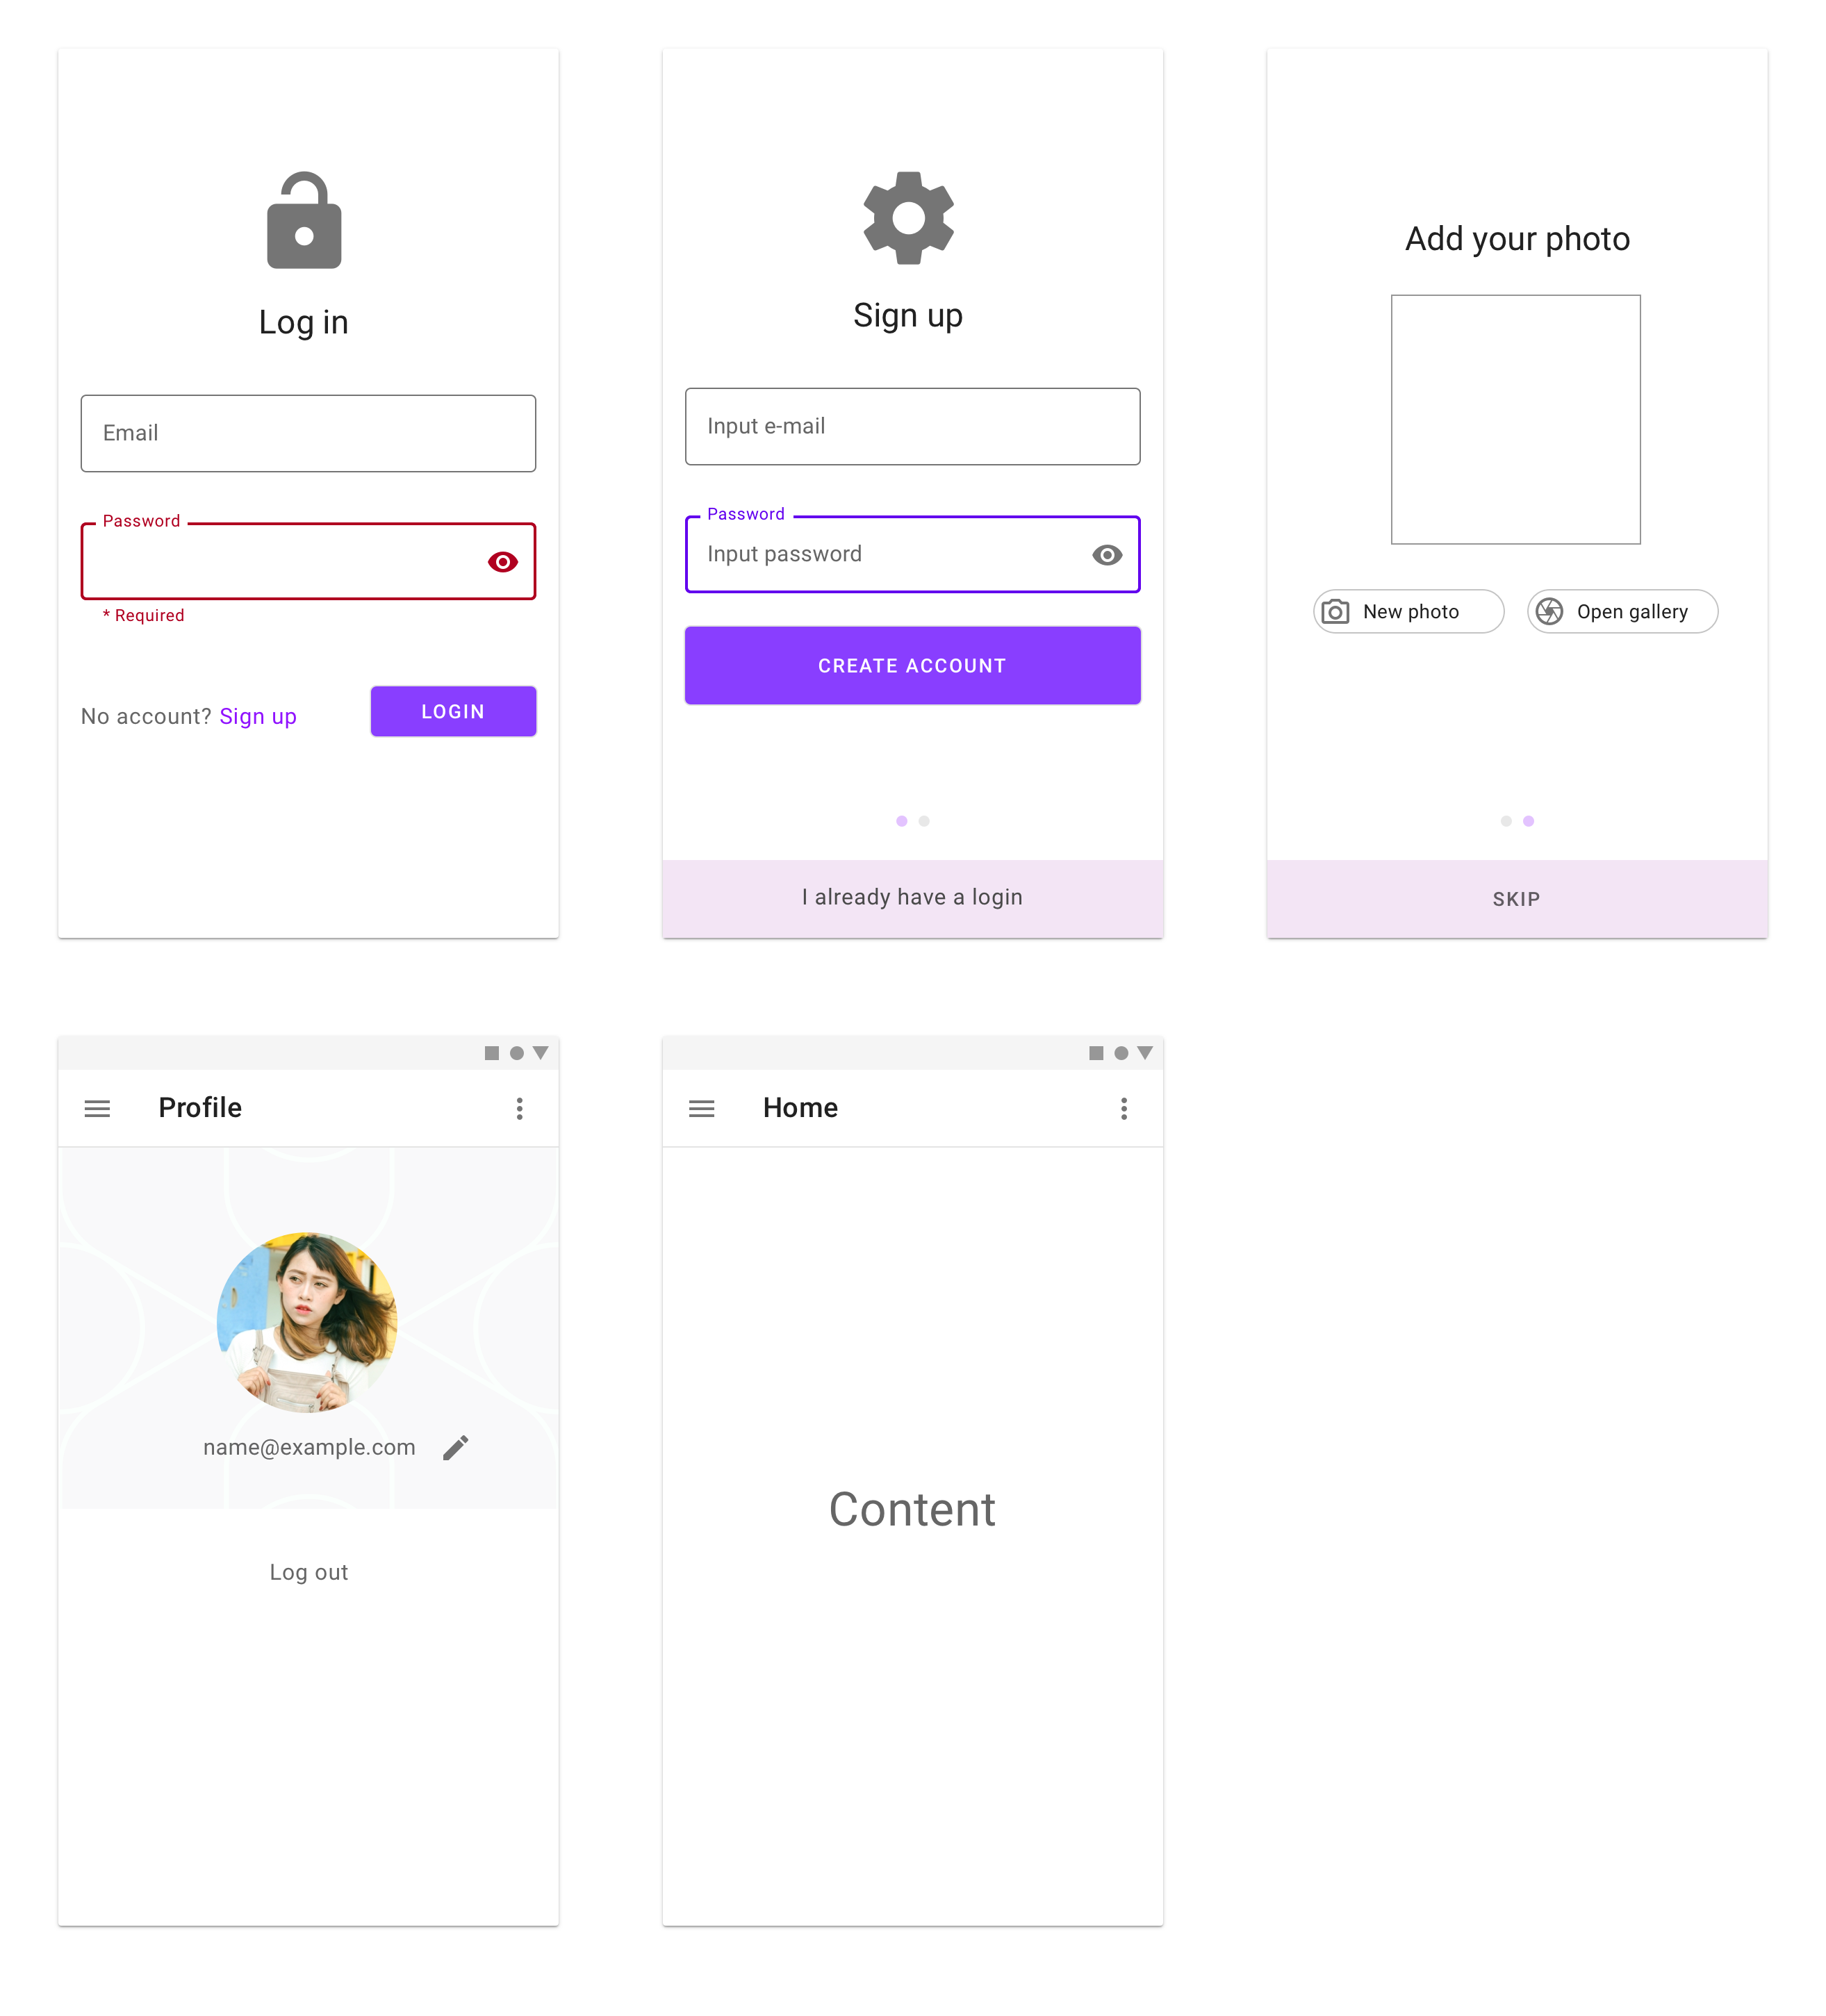 Log in
Email
Password
* Required
No account? Sign up
LOGIN
Sign up
Input e-mail
Password
Input password
CREATE ACCOUNT
I already have a login
Add your photo
New photo
Open gallery
SKIP
Profile
name@example.com
Log out
Home
Content